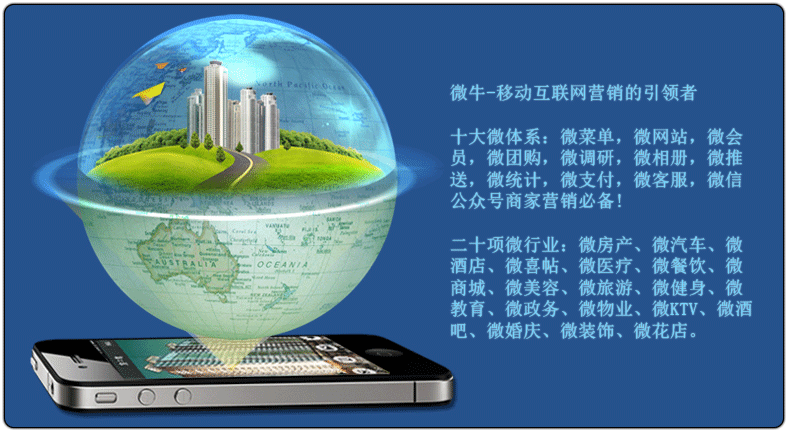 微牛-移动互联网营销的引领者
十大微体系：微菜单，微网站，微会
员，微团购，微调研，微相册，微推
送，微统计，微支付，微客服，微信
公众号商家营销必备！
二十项微行业：微房产、微汽车、微
酒店、微喜帖、微医疗、微餐饮、微
商城、微美容、微旅游、微健身、微
教育、微政务、微物业、微KTV、微酒
吧、微婚庆、微装饰、微花店。
North Pacific
AUSTRALIA
OCEANIA